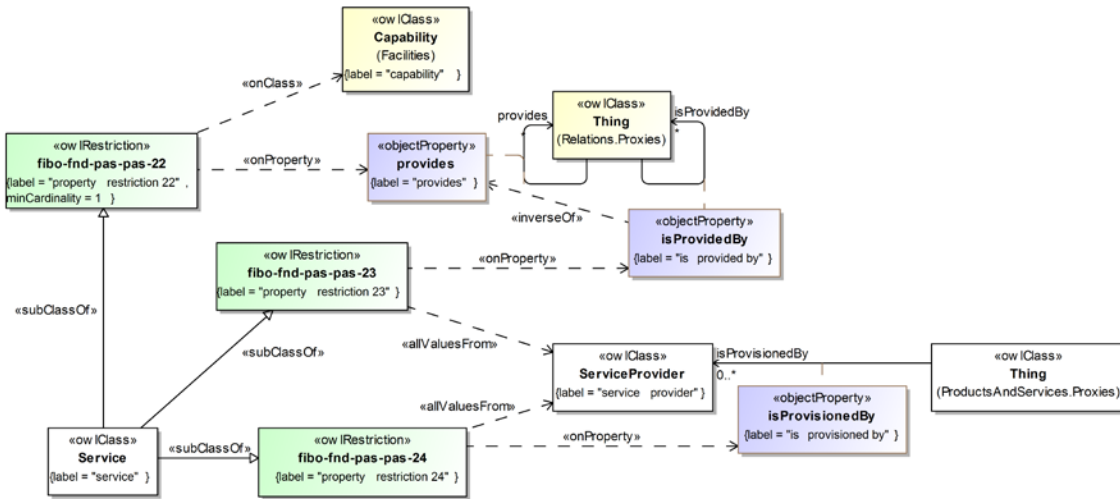 «owlClass»
Capability
(Facilities)
{label = "capability" }
«onClass»
provides
«owlClass»
Thing
(Relations.Proxies)
isProvidedBy
*
*
«owlRestriction»
fibo-fnd-pas-pas-22
{label = "property restriction 22" ,
minCardinality = 1 }
«onProperty»
«objectProperty»
provides
{label = "provides" }
«inverseOf»
«objectProperty»
isProvidedBy
{label = "is provided by" }
«owlRestriction»
fibo-fnd-pas-pas-23
{label = "property restriction 23" }
«onProperty»
«subClassOf»
«subClassOf»
«allValuesFrom»
«owlClass»
ServiceProvider
{label = "service provider" }
isProvisionedBy
0..*
«owlClass»
Thing
(ProductsAndServices.Proxies)
«allValuesFrom»
«objectProperty»
isProvisionedBy
{label = "is provisioned by" }
«owlClass»
Service
{label = "service" }
«subClassOf»
«owlRestriction»
fibo-fnd-pas-pas-24
{label = "property restriction 24" }
«onProperty»